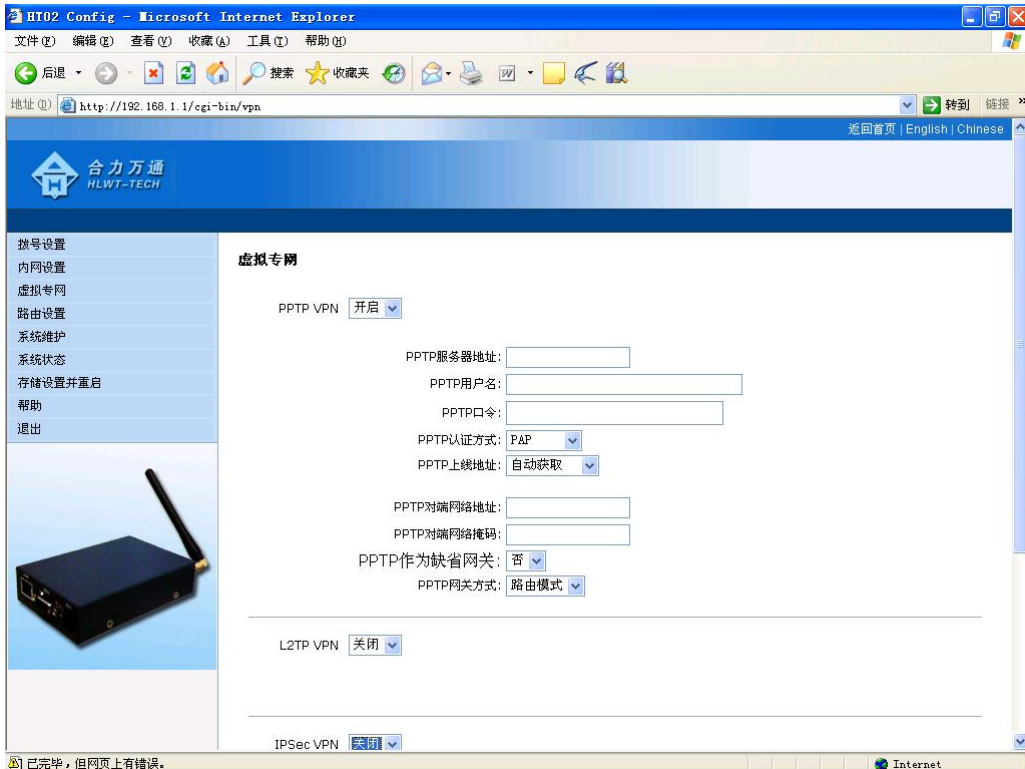 HT02 Config - Microsoft Internet Explorer
文件(F) 编辑(E) 查看(V) 收藏(A) 工具(T) 帮助(H)
后退 搜索 收藏夹
地址(D) http://192.168.1.1/cgi-bin/vpn 转到 链接 »
返回首页 | English | Chinese
合力万通
HLWT-TECH
拨号设置
内网设置
虚拟专网
路由设置
系统维护
系统状态
存储设置并重启
帮助
退出
虚拟专网
PPTP VPN 开启
PPTP服务器地址:
PPTP用户名:
PPTP口令:
PPTP认证方式: PAP
PPTP上线地址: 自动获取
PPTP对端网络地址:
PPTP对端网络掩码:
PPTP作为缺省网关: 否
PPTP网关方式: 路由模式
L2TP VPN 关闭
IPSec VPN 关闭
已完毕，但网页上有错误。 Internet